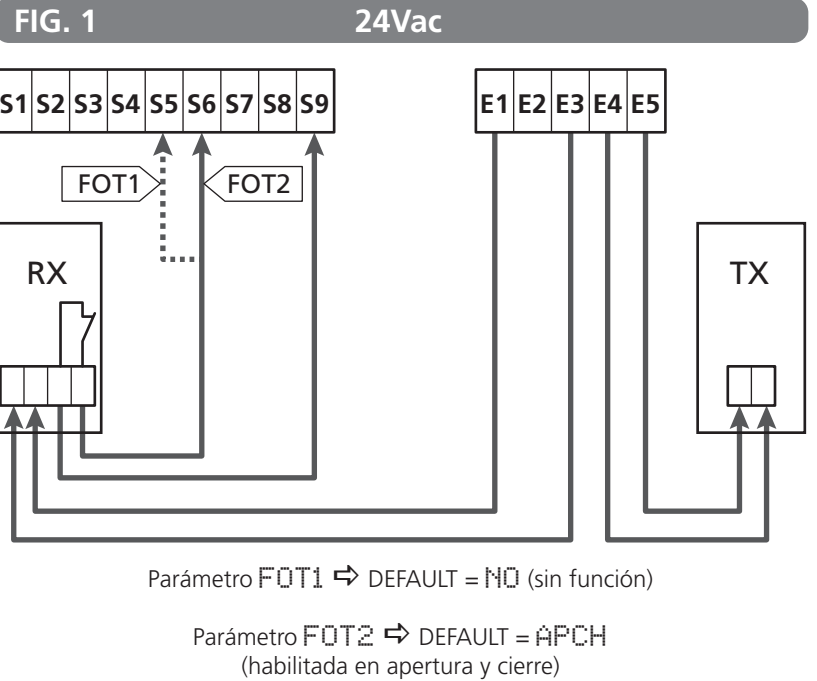 FIG. 1 24Vac
S1 S2 S3 S4 S5 S6 S7 S8 S9 E1 E2 E3 E4 E5
FOT1 FOT2
RX TX
Parámetro FOT1 ⇨ DEFAULT = NO (sin función)
Parámetro FOT2 ⇨ DEFAULT = APCH
(habilitada en apertura y cierre)